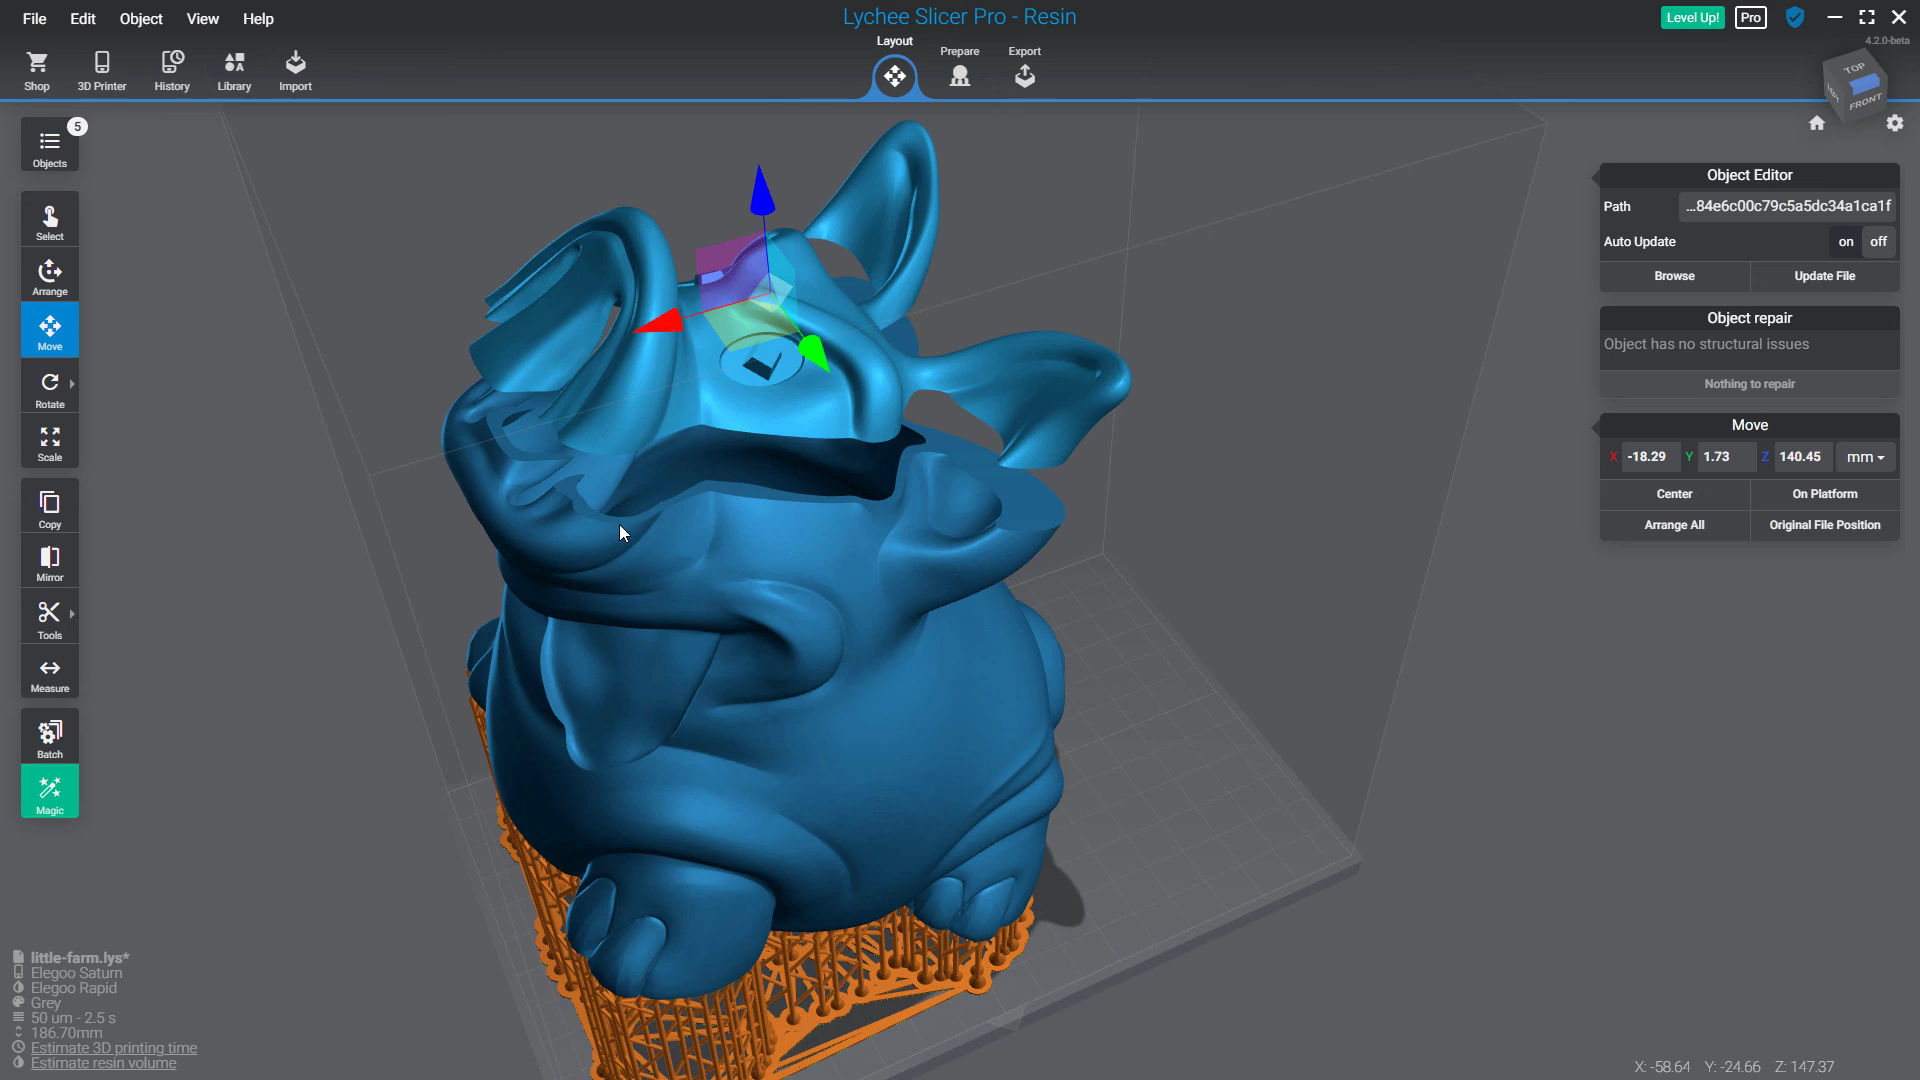 File Edit Object View Help
Lychee Slicer Pro - Resin
Level Up! Pro
4.2.0-beta
Shop 3D Printer History Library Import
Layout Prepare Export
TOP
LEFT FRONT
5
Objects
Select
Arrange
Move
Rotate
Scale
Copy
Mirror
Tools
Measure
Batch
Magic
Object Editor
Path ...84e6c00c79c5a5dc34a1ca1f
Auto Update on off
Browse Update File
Object repair
Object has no structural issues
Nothing to repair
Move
X -18.29 Y 1.73 Z 140.45 mm
Center On Platform
Arrange All Original File Position
little-farm.lys*
Elegoo Saturn
Elegoo Rapid
Grey
50 um - 2.5 s
186.70mm
Estimate 3D printing time
Estimate resin volume
X: -58.64 Y: -24.66 Z: 147.37